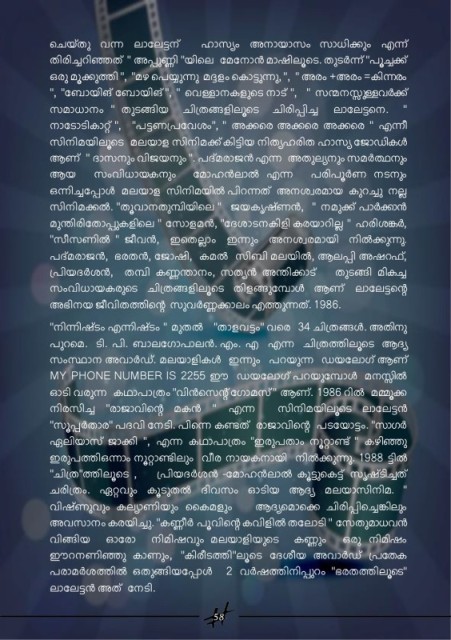 ചെയ്തു വന്ന ലാലേട്ടന് ഹാസ്യം അനായാസം സാധിക്കും എന്ന്
തിരിച്ചറിഞ്ഞത് " അപ്പുണ്ണി "യിലെ മേനോൻ മാഷിലൂടെ. തുടർന്ന് "പൂച്ചക്ക്
ഒരു മൂക്കുത്തി ", "മഴ പെയ്യുന്നു മദ്ദളം കൊട്ടുന്നു, ", " അരം +അരം =കിന്നരം
", "ബോയിങ് ബോയിങ് ", " വെള്ളാനകളുടെ നാട് ", " സന്മനസ്സുള്ളവർക്ക്
സമാധാനം " തുടങ്ങിയ ചിത്രങ്ങളിലൂടെ ചിരിപ്പിച്ച ലാലേട്ടനെ. "
നാടോടികാറ്റ് ", "പട്ടണപ്രവേശം", " അക്കരെ അക്കരെ അക്കരെ " എന്നീ
സിനിമയിലൂടെ മലയാള സിനിമക്ക് കിട്ടിയ നിത്യഹരിത ഹാസ്യ ജോഡികൾ
ആണ് " ദാസനും വിജയനും ". പദ്മരാജൻ എന്ന അതുല്യനും സമർത്ഥനും
ആയ സംവിധായകനും മോഹൻലാൽ എന്ന പരിപൂർണ നടനും
ഒന്നിച്ചപ്പോൾ മലയാള സിനിമയിൽ പിറന്നത് അനശ്വരമായ കുറച്ചു നല്ല
സിനിമക്കൽ. "തൂവാനതുമ്പിയിലെ " ജയകൃഷ്ണൻ, " നമുക്ക് പാർക്കാൻ
മുന്തിരിതോപ്പുകളിലെ " സോളമൻ, "ദേശാടനകിളി കരയാറില്ല " ഹരിശങ്കർ,
"സീസണിൽ " ജീവൻ, ഇതെല്ലാം ഇന്നും അനശ്വരമായി നിൽക്കുന്നു.
പദ്മരാജൻ, ഭരതൻ, ജോഷി, കമൽ സിബി മലയിൽ, ആലപ്പി അഷറഫ്,
പ്രിയദർശൻ, തമ്പി കണ്ണന്താനം, സത്യൻ അന്തിക്കാട് തുടങ്ങി മികച്ച
സംവിധായകരുടെ ചിത്രങ്ങളിലൂടെ തിളങ്ങുമ്പോൾ ആണ് ലാലേട്ടന്റെ
അഭിനയ ജീവിതത്തിന്റെ സുവർണ്ണക്കാലം എത്തുന്നത്. 1986.
"നിന്നിഷ്ടം എന്നിഷ്ടം " മുതൽ "താളവട്ടം" വരെ 34 ചിത്രങ്ങൾ. അതിനു
പുറമെ. ടി. പി. ബാലഗോപാലൻ. എം. എ എന്ന ചിത്രത്തിലൂടെ ആദ്യ
സംസ്ഥാന അവാർഡ്. മലയാളികൾ ഇന്നും പറയുന്ന ഡയലോഗ് ആണ്
MY PHONE NUMBER IS 2255 ഈ ഡയലോഗ് പറയുമ്പോൾ മനസ്സിൽ
ഓടി വരുന്ന കഥാപാത്രം "വിൻസെന്റ് ഗോമസ് " ആണ്. 1986 റിൽ മമ്മൂക്ക
നിരസിച്ച "രാജാവിന്റെ മകൻ " എന്ന സിനിമയിലൂടെ ലാലേട്ടൻ
"സൂപ്പർതാര" പദവി നേടി. പിന്നെ കണ്ടത് രാജാവിന്റെ പടയോട്ടം. "സാഗർ
ഏലിയാസ് ജാക്കി ", എന്ന കഥാപാത്രം "ഇരുപതാം നൂറ്റാണ്ട് " കഴിഞ്ഞു
ഇരുപത്തിഒന്നാം നൂറ്റാണ്ടിലും വീര നായകനായി നിൽക്കുന്നു. 1988 ട്ടിൽ
"ചിത്ര"ത്തിലൂടെ , പ്രിയദർശൻ -മോഹൻലാൽ കൂട്ടുകെട്ട് സൃഷ്ടിച്ചത്
ചരിത്രം. ഏറ്റവും കൂടുതൽ ദിവസം ഓടിയ ആദ്യ മലയാസിനിമ. "
വിഷ്ണുവും കല്യാണിയും കൈമളും ആദ്യമൊക്കെ ചിരിപ്പിച്ചെങ്കിലും
അവസാനം കരയിച്ചു. "കണ്ണീർ പൂവിന്റെ കവിളിൽ തലോടി " സേതുമാധവൻ
വിങ്ങിയ ഓരോ നിമിഷവും മലയാളിയുടെ കണ്ണും ഒരു നിമിഷം
ഈറനണിഞ്ഞു കാണും, "കിരീടത്തി"ലൂടെ ദേശീയ അവാർഡ് പ്രതേക
പരാമർശത്തിൽ ഒതുങ്ങിയപ്പോൾ 2 വർഷത്തിനിപ്പുറം "ഭരതത്തിലൂടെ"
ലാലേട്ടൻ അത് നേടി.
58